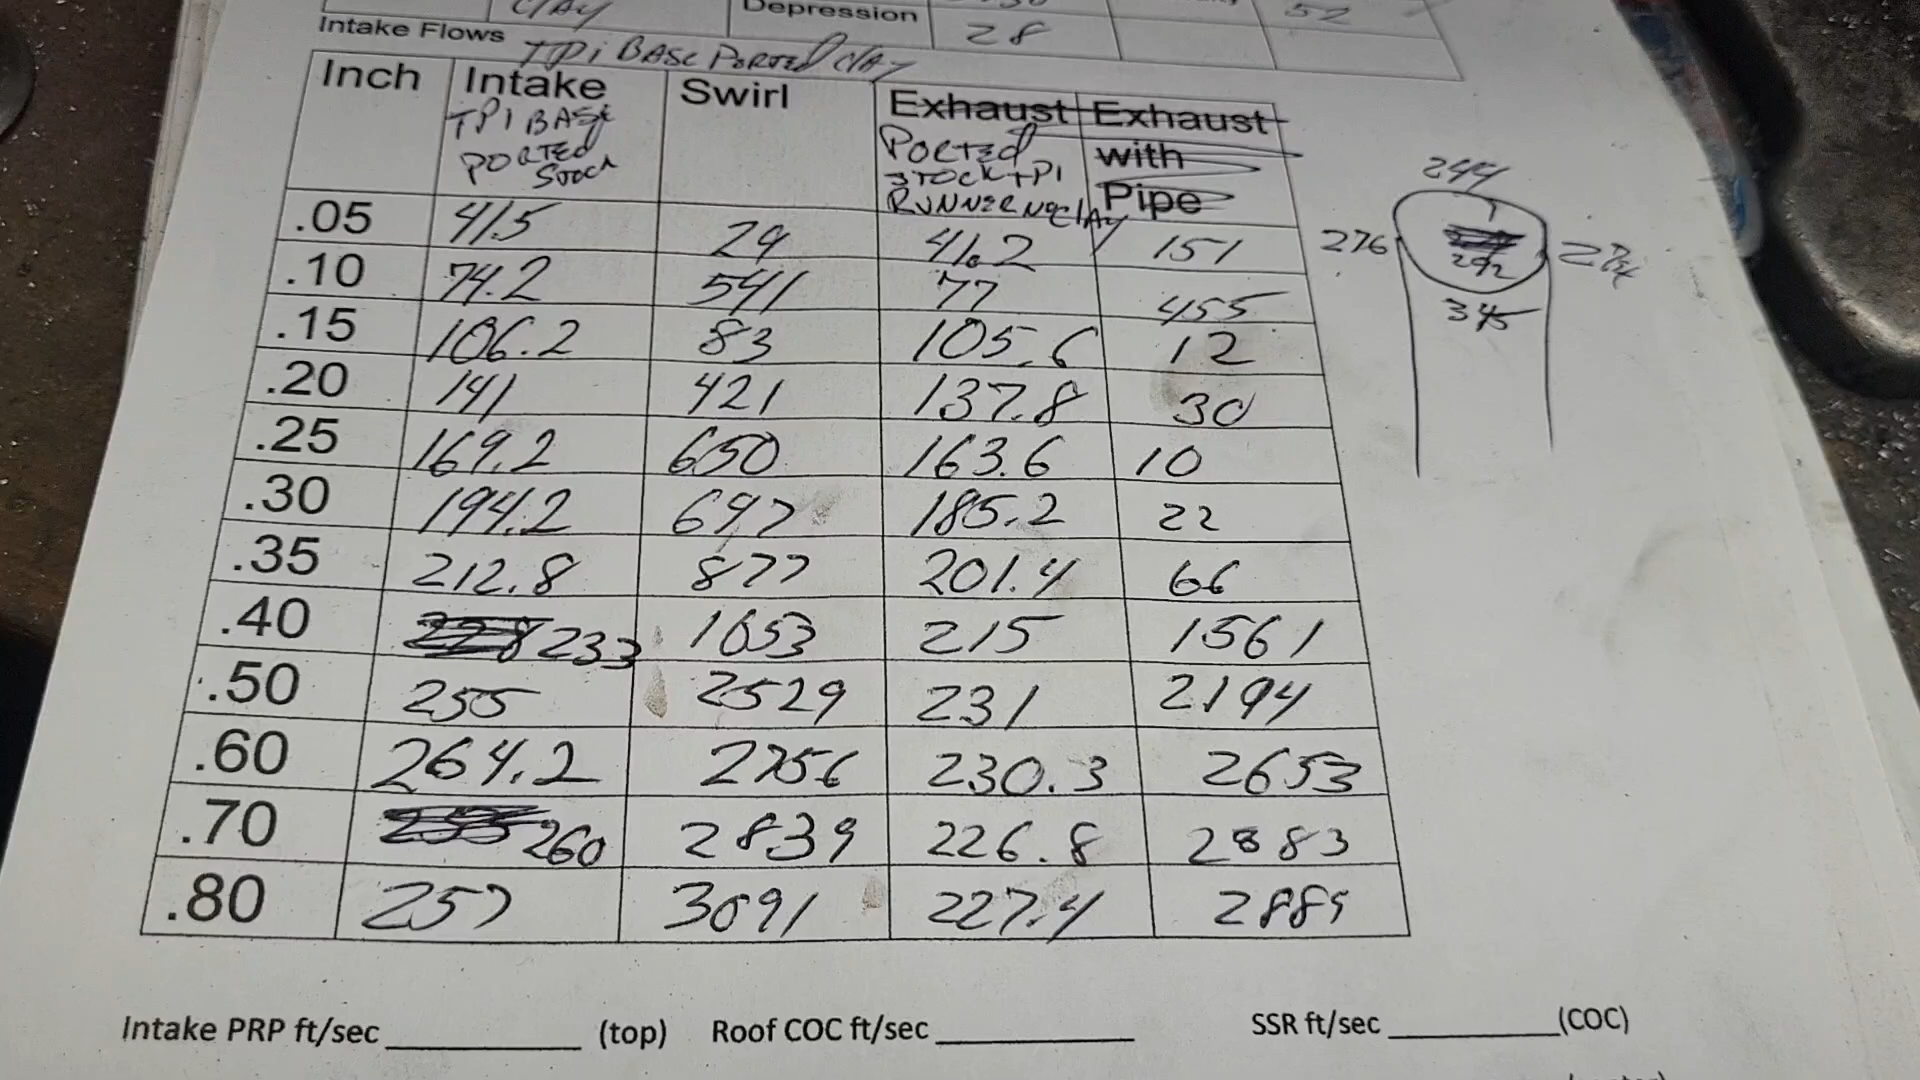 CLAY
Depression
28
52
Intake Flows TPi BASE PORTED CLAY
Inch Intake Swirl Exhaust Exhaust with Pipe
TPI BASE PORTED Stock
PORTED STOCK TPI RUNNER NO CLAY
.05 41.5 29 41.2 151
.10 74.2 541 77 455
.15 106.2 83 105.6 12
.20 141 421 137.8 30
.25 169.2 650 163.6 10
.30 194.2 697 185.2 22
.35 212.8 877 201.4 66
.40 233 1653 215 1561
.50 255 2529 231 2194
.60 264.2 2756 230.3 2653
.70 260 2839 226.8 2883
.80 257 3091 227.4 2889
244
276
292
345
Intake PRP ft/sec (top) Roof COC ft/sec SSR ft/sec (COC)